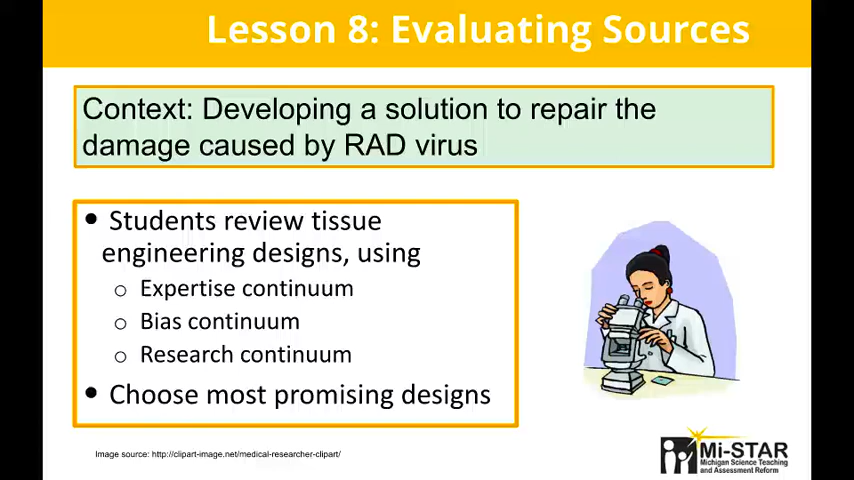 Lesson 8: Evaluating Sources
Context: Developing a solution to repair the
damage caused by RAD virus
• Students review tissue
engineering designs, using
o Expertise continuum
o Bias continuum
o Research continuum
• Choose most promising designs
Image source: http://clipart-image.net/medical-researcher-clipart/
Mi-STAR
Michigan Science Teaching
and Assessment Reform